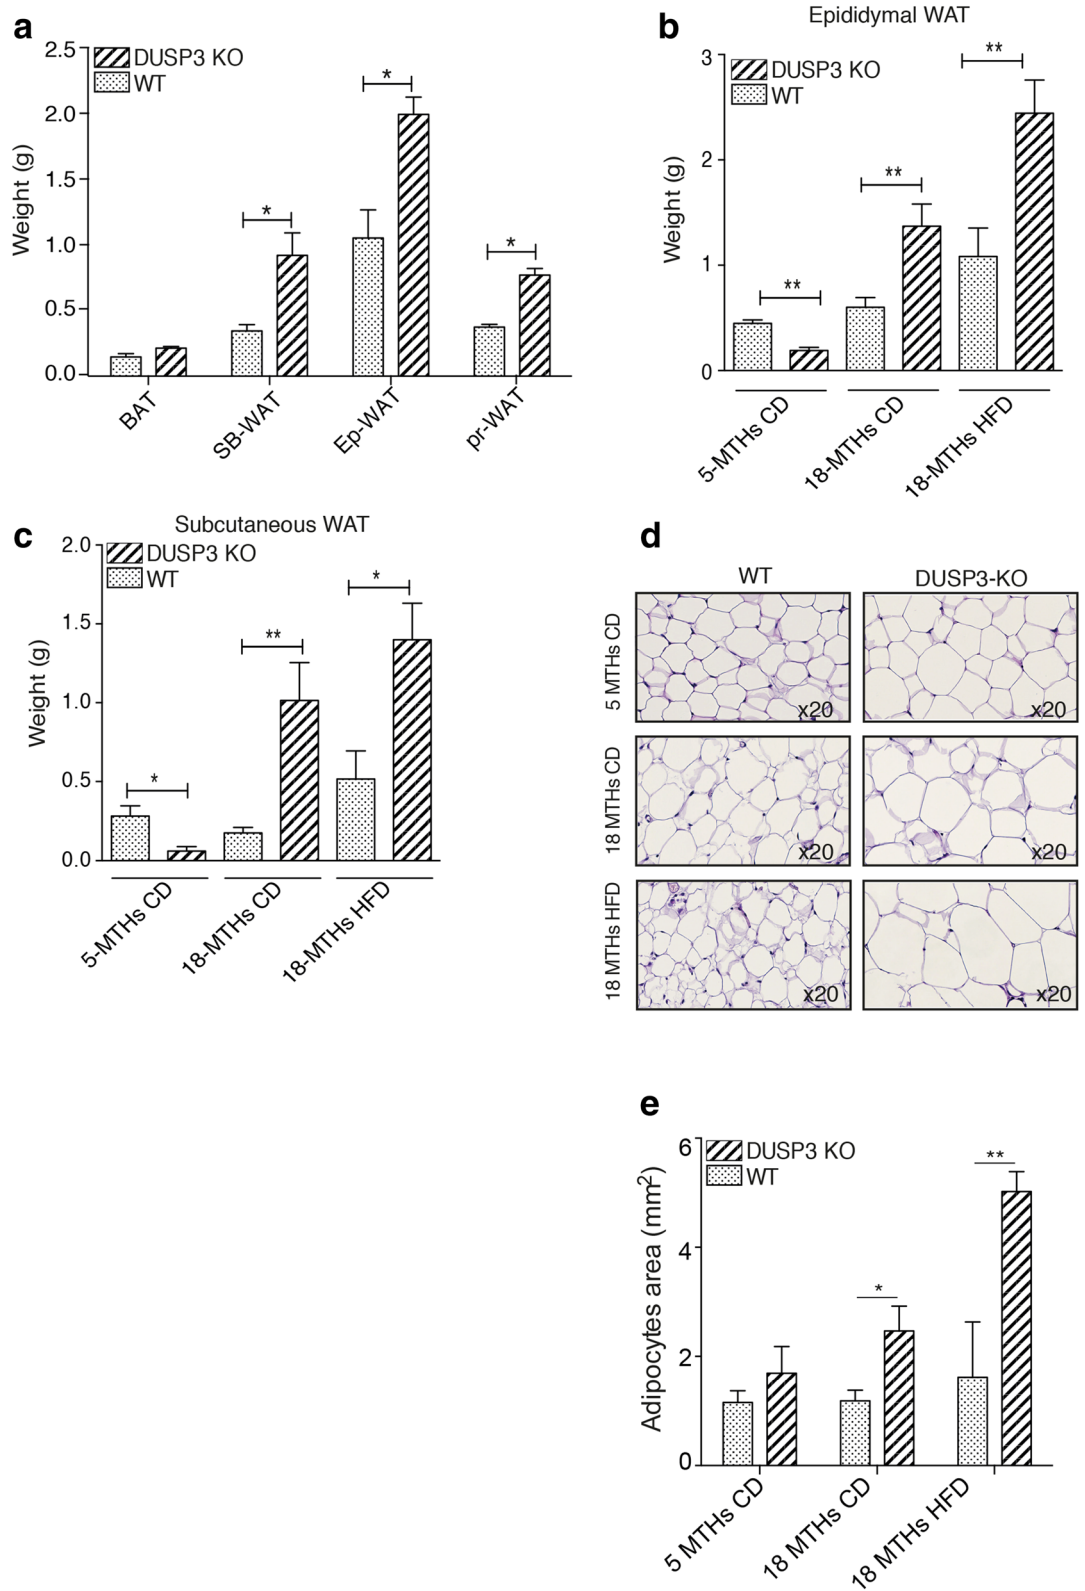 a
DUSP3 KO
WT
Weight (g)
2.5
2.0
1.5
1.0
0.5
0.0
*
*
*
BAT
SB-WAT
Ep-WAT
pr-WAT
b
Epididymal WAT
DUSP3 KO
WT
Weight (g)
3
2
1
0
**
**
**
5-MTHs CD
18-MTHs CD
18-MTHs HFD
c
Subcutaneous WAT
DUSP3 KO
WT
Weight (g)
2.0
1.5
1.0
0.5
0.0
*
**
*
5-MTHs CD
18-MTHs CD
18-MTHs HFD
d
WT
DUSP3-KO
5 MTHs CD
x20
x20
18 MTHs CD
x20
x20
18 MTHs HFD
x20
x20
e
DUSP3 KO
WT
Adipocytes area (mm²)
6
4
2
0
*
**
5 MTHs CD
18 MTHs CD
18 MTHs HFD